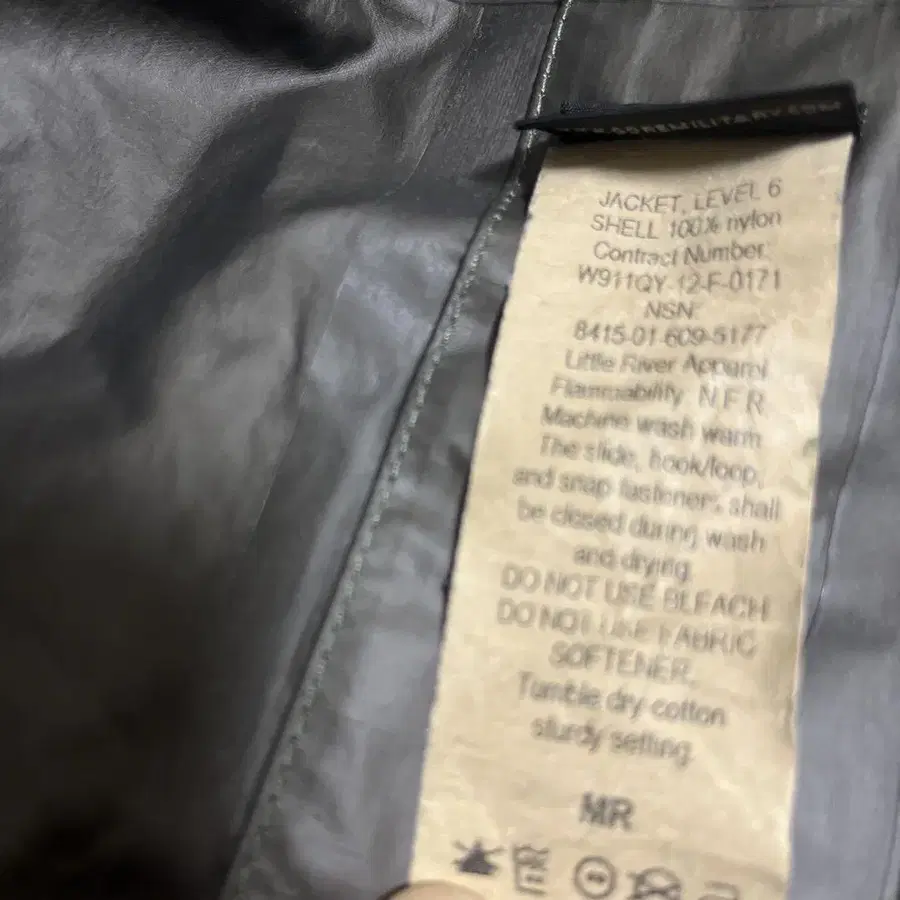 GOREMILITARY.COM
JACKET, LEVEL 6
SHELL 100% nylon
Contract Number:
W911QY-12-F-0171
NSN:
8415-01-609-5177
Little River Apparel
Flammability N F R
Machine wash warm
The slide, hook/loop,
and snap fasteners shall
be closed during wash
and drying.
DO NOT USE BLEACH
DO NOT USE FABRIC
SOFTENER.
Tumble dry cotton
sturdy setting.
MR